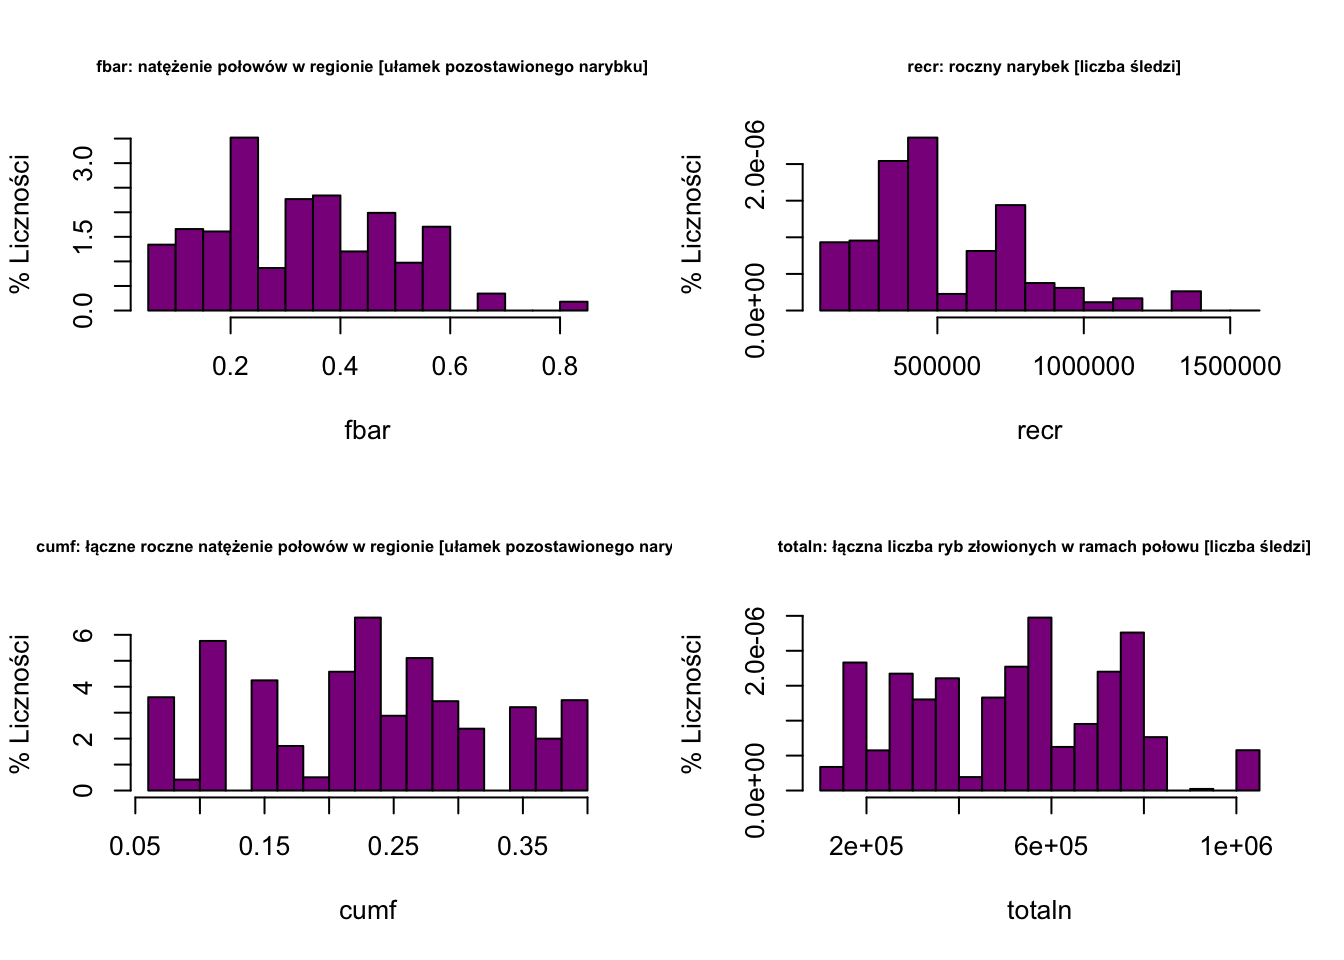 fbar: natężenie połowów w regionie [ułamek pozostawionego narybku]
% Liczności
0.0 1.5 3.0
0.2 0.4 0.6 0.8
fbar
recr: roczny narybek [liczba śledzi]
% Liczności
0.0e+00 2.0e-06
500000 1000000 1500000
recr
cumf: łączne roczne natężenie połowów w regionie [ułamek pozostawionego nary
% Liczności
0 2 4 6
0.05 0.15 0.25 0.35
cumf
totaln: łączna liczba ryb złowionych w ramach połowu [liczba śledzi]
% Liczności
0.0e+00 2.0e-06
2e+05 6e+05 1e+06
totaln